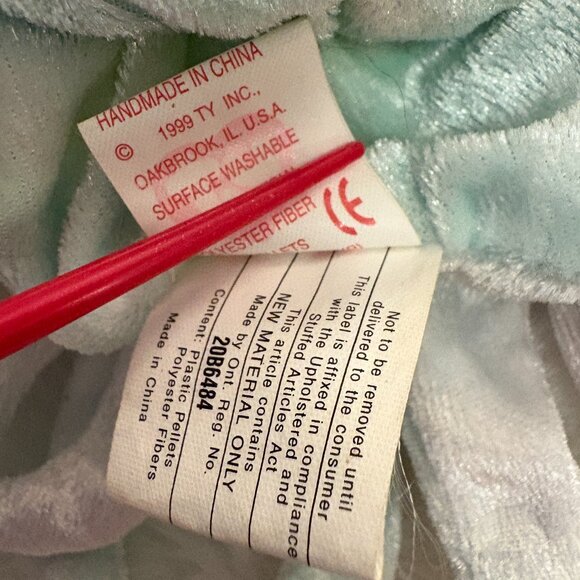 HANDMADE IN CHINA
© 1999 TY INC.,
OAKBROOK, IL. U.S.A.
SURFACE WASHABLE
YESTER FIBER
LETS
CE
Not to be removed until
delivered to the consumer
This label is affixed in compliance
with the Upholstered and
Stuffed Articles Act
This article contains
NEW MATERIAL ONLY
Made by Ont. Reg. No.
20B6484
Content: Plastic Pellets
Polyester Fibers
Made in China